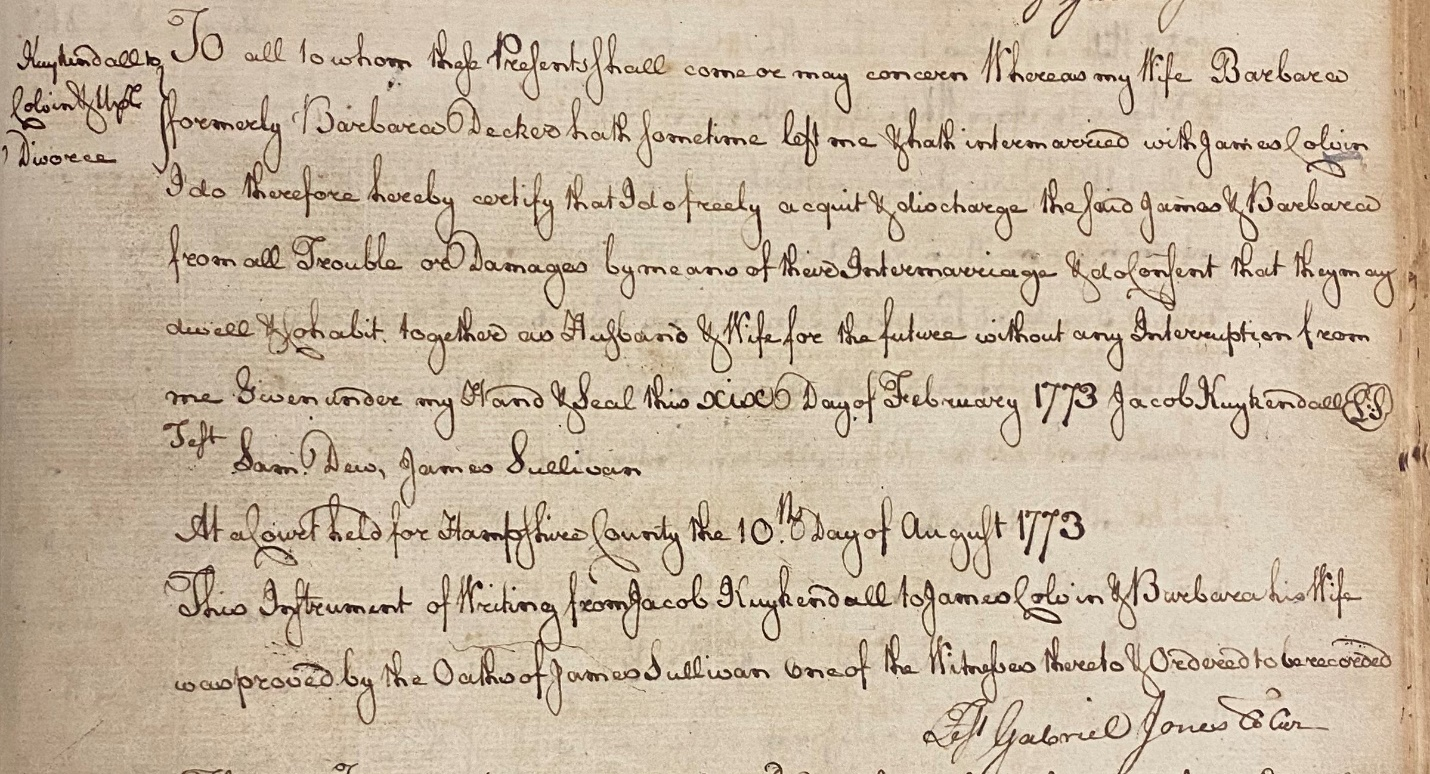 Kuykendall to
Colvin & Uxr
Divorce
To all to whom these Presents shall come or may concern Whereas my Wife Barbara
formerly Barbara Decker hath sometime left me & hath intermarried with James Colvin
I do therefore hereby certify that I do freely acquit & discharge the said James & Barbara
from all Trouble or Damages by means of their Intermarriage & do Consent that they may
dwell & Cohabit together as Husband & Wife for the future without any Interruption from
me Given under my Hand & Seal this xix Day of February 1773 Jacob Kuykendall L.S
Test
Sam. Dew, James Sullivan
At a Court held for Hampshire County the 10.th Day of August 1773
This Instrument of Writing from Jacob Kuykendall to James Colvin & Barbara his Wife
was proved by the Oaths of James Sullivan one of the Witnesses thereto & Ordered to be recorded
Test Gabriel Jones